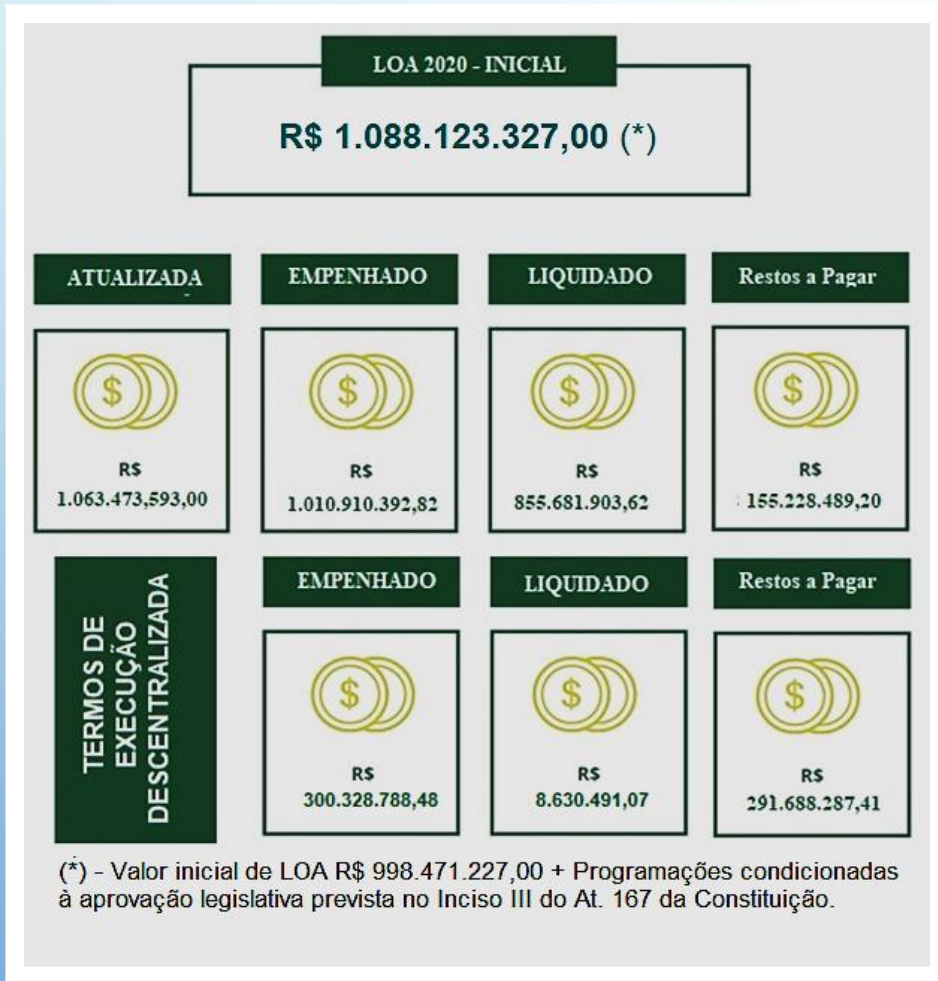 LOA 2020 - INICIAL
R$ 1.088.123.327,00 (*)
ATUALIZADA
EMPENHADO
LIQUIDADO
Restos a Pagar
$
$
$
$
R$
1.063.473,593,00
R$
1.010.910.392,82
R$
855.681.903,62
R$
155.228.489,20
TERMOS DE
EXECUÇÃO
DESCENTRALIZADA
EMPENHADO
LIQUIDADO
Restos a Pagar
$
$
$
R$
300.328.788,48
R$
8.630.491,07
R$
291.688.287,41
(*) - Valor inicial de LOA R$ 998.471.227,00 + Programações condicionadas
à aprovação legislativa prevista no Inciso III do At. 167 da Constituição.